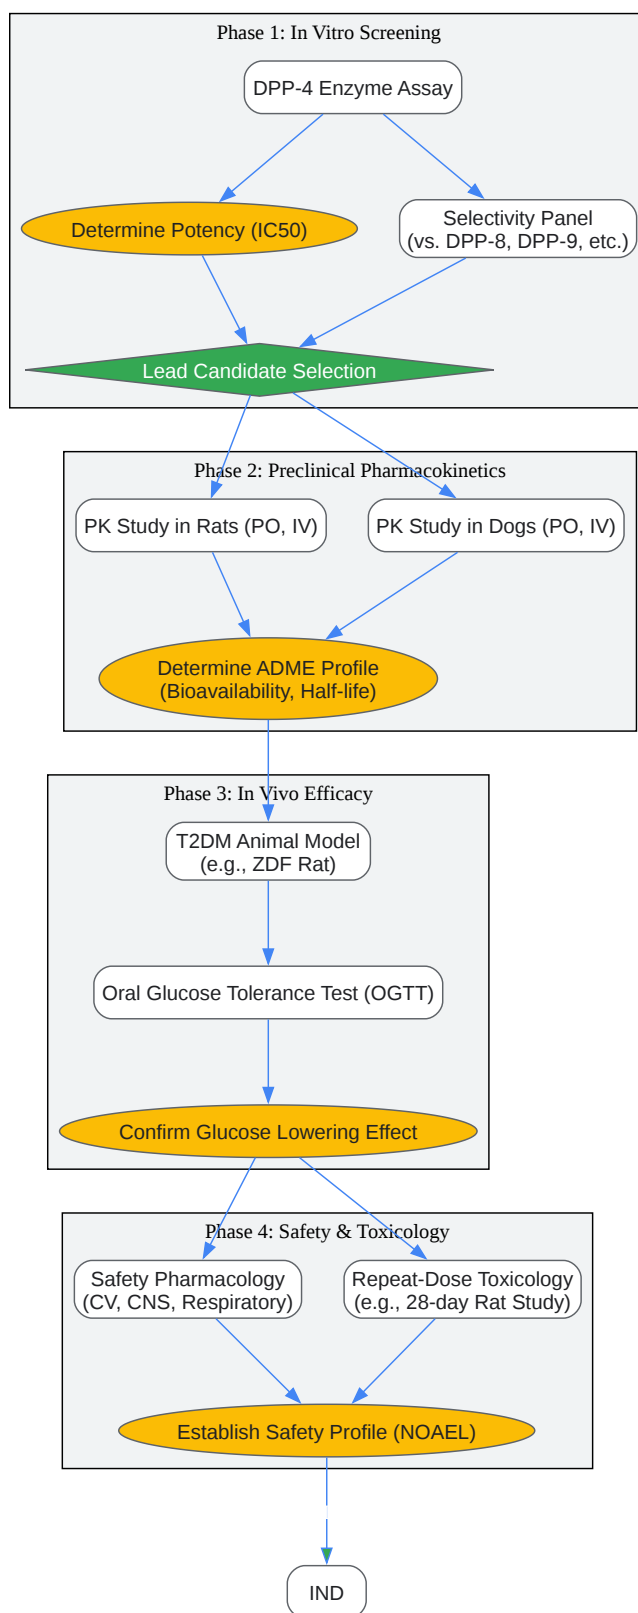 Phase 1: In Vitro Screening
DPP-4 Enzyme Assay
Determine Potency (IC50)
Selectivity Panel
(vs. DPP-8, DPP-9, etc.)
Lead Candidate Selection
Phase 2: Preclinical Pharmacokinetics
PK Study in Rats (PO, IV)
PK Study in Dogs (PO, IV)
Determine ADME Profile
(Bioavailability, Half-life)
Phase 3: In Vivo Efficacy
T2DM Animal Model
(e.g., ZDF Rat)
Oral Glucose Tolerance Test (OGTT)
Confirm Glucose Lowering Effect
Phase 4: Safety & Toxicology
Safety Pharmacology
(CV, CNS, Respiratory)
Repeat-Dose Toxicology
(e.g., 28-day Rat Study)
Establish Safety Profile (NOAEL)
IND